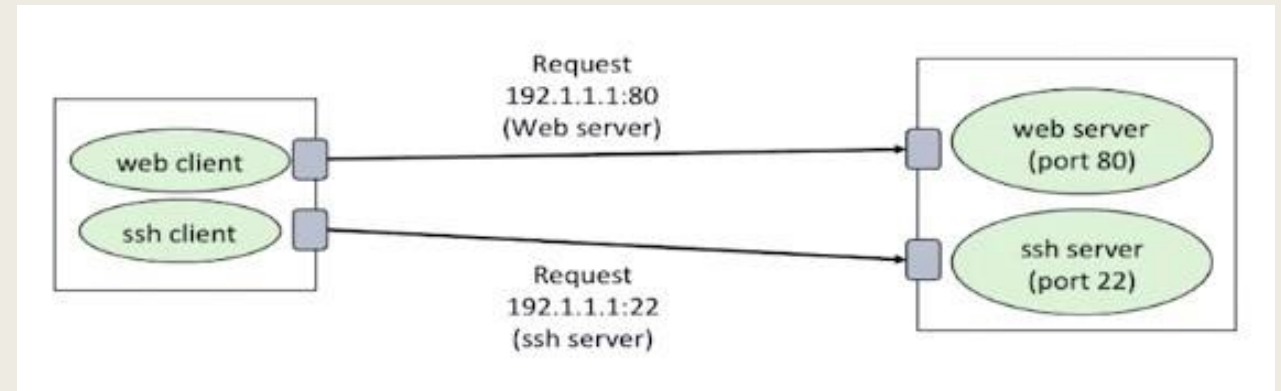 Request
192.1.1.1:80
(Web server)
web client
ssh client
web server
(port 80)
ssh server
(port 22)
Request
192.1.1.1:22
(ssh server)